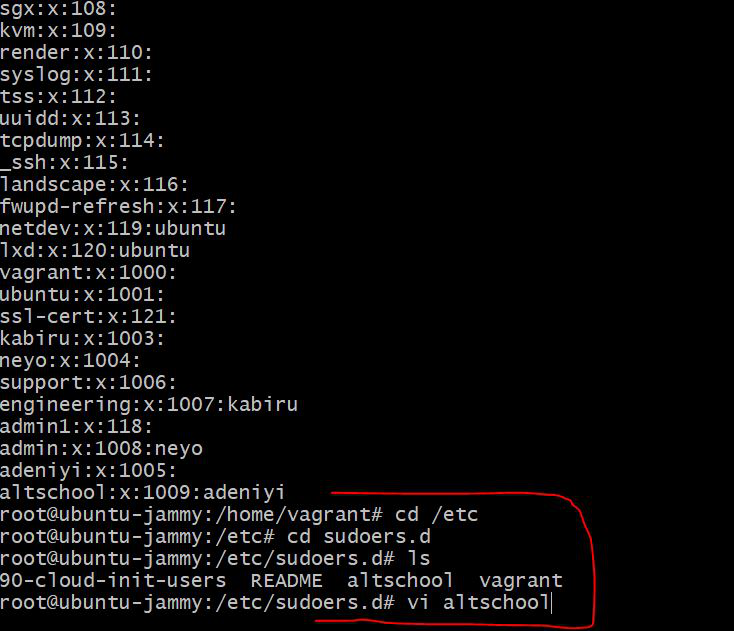 sgx:x:108:
kvm:x:109:
render:x:110:
syslog:x:111:
tss:x:112:
uuidd:x:113:
tcpdump:x:114:
_ssh:x:115:
landscape:x:116:
fwupd-refresh:x:117:
netdev:x:119:ubuntu
lxd:x:120:ubuntu
vagrant:x:1000:
ubuntu:x:1001:
ssl-cert:x:121:
kabiru:x:1003:
neyo:x:1004:
support:x:1006:
engineering:x:1007:kabiru
admin1:x:118:
admin:x:1008:neyo
adeniyi:x:1005:
altschool:x:1009:adeniyi
root@ubuntu-jammy:/home/vagrant# cd /etc
root@ubuntu-jammy:/etc# cd sudoers.d
root@ubuntu-jammy:/etc/sudoers.d# ls
90-cloud-init-users  README  altschool  vagrant
root@ubuntu-jammy:/etc/sudoers.d# vi altschool